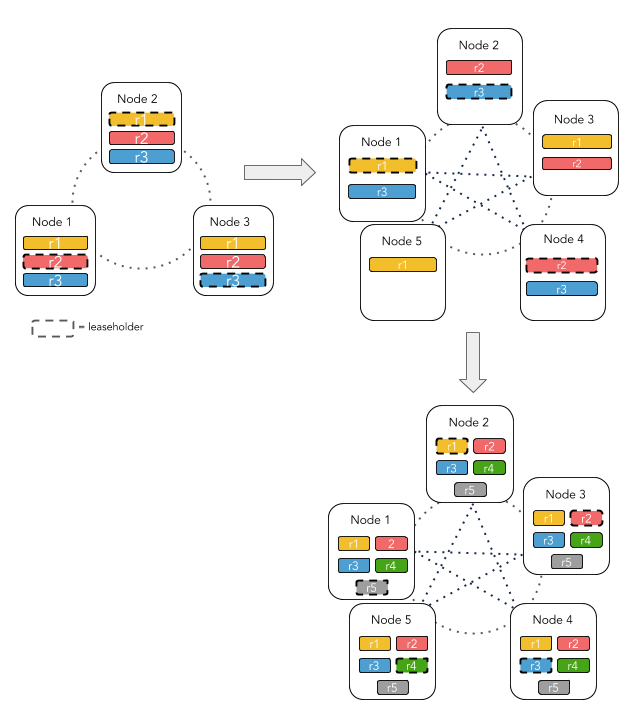 Node 2
r1
r2
r3
Node 1
r1
r2
r3
Node 3
r1
r2
r3
= leaseholder
Node 2
r2
r3
Node 1
r1
r3
Node 3
r1
r2
Node 5
r1
Node 4
r2
r3
Node 2
r1 r2
r3 r4
r5
Node 1
r1 2
r3 r4
r5
Node 3
r1 r2
r3 r4
r5
Node 5
r1 r2
r3 r4
r5
Node 4
r1 r2
r3 r4
r5